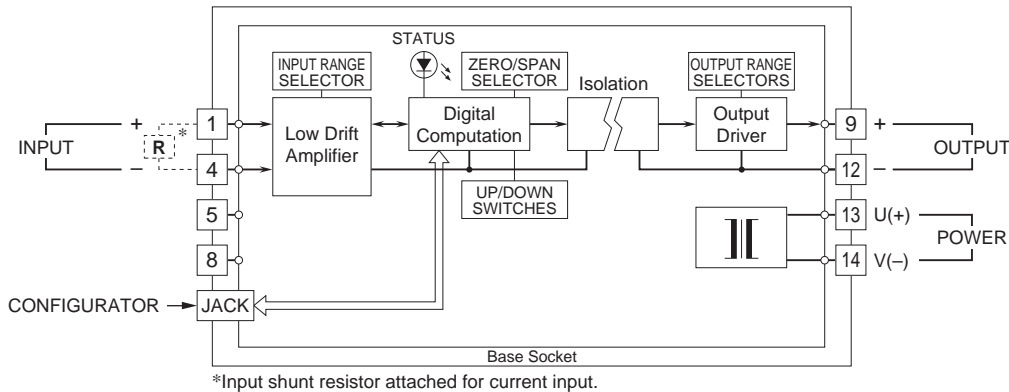 STATUS
INPUT RANGE
SELECTOR
ZERO/SPAN
SELECTOR
OUTPUT RANGE
SELECTORS
Isolation
INPUT
+
–
R
*
1
4
5
8
Low Drift
Amplifier
Digital
Computation
Output
Driver
UP/DOWN
SWITCHES
9
+
12
–
OUTPUT
13
U(+)
14
V(–)
POWER
CONFIGURATOR
JACK
Base Socket
*Input shunt resistor attached for current input.